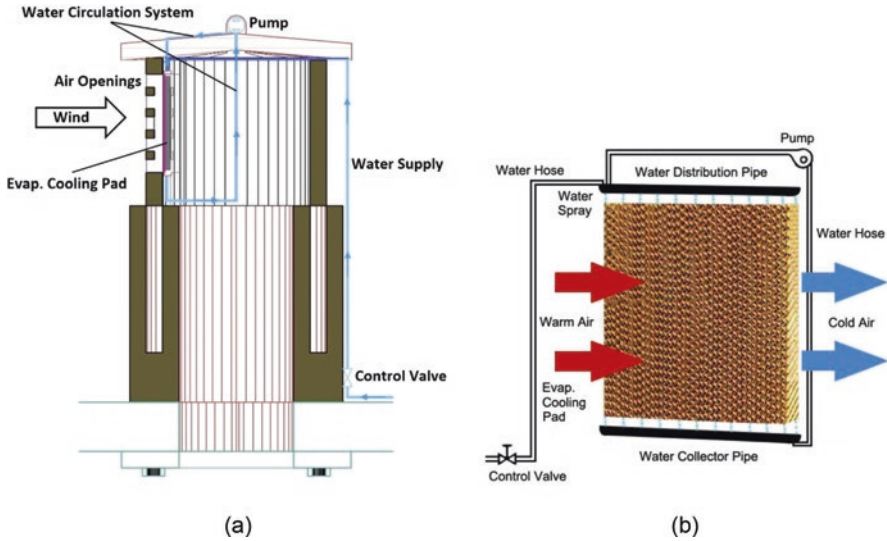 Water Circulation System
Pump
Air Openings
Wind
Evap. Cooling Pad
Water Supply
Control Valve
(a)
Pump
Water Hose
Water Distribution Pipe
Water
Spray
Water Hose
Warm Air
Cold Air
Evap.
Cooling
Pad
Water Collector Pipe
Control Valve
(b)